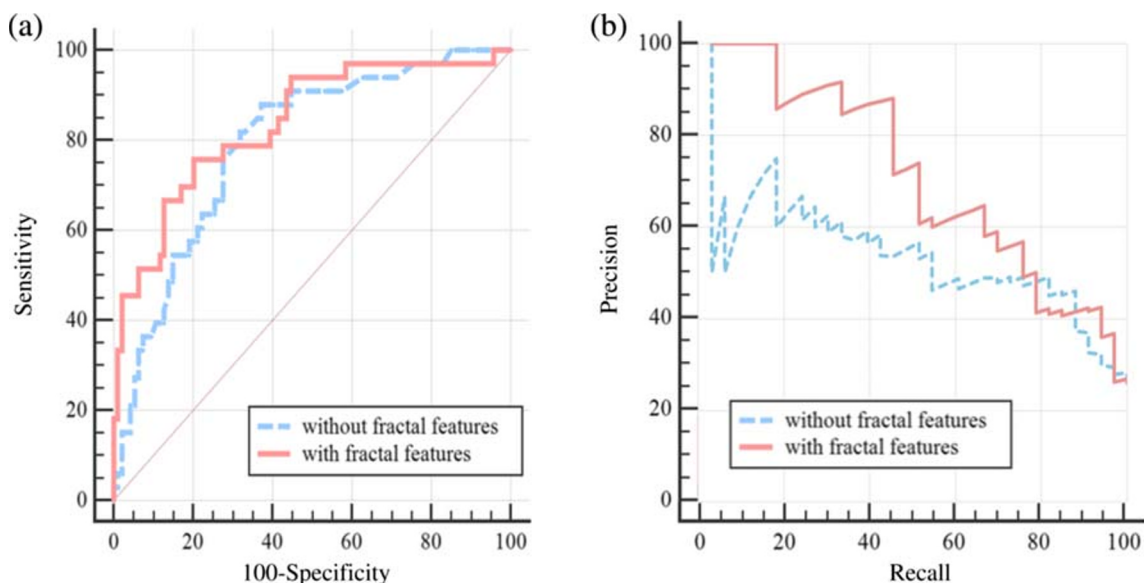 (a)
100
80
60
40
20
0
Sensitivity
without fractal features
with fractal features
0 20 40 60 80 100
100-Specificity
(b)
100
80
60
40
20
0
Precision
without fractal features
with fractal features
0 20 40 60 80 100
Recall